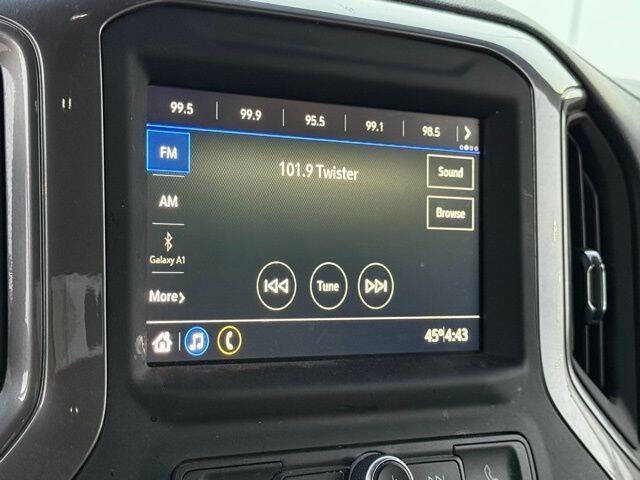 99.5 99.9 95.5 99.1 98.5
FM
101.9 Twister
Sound
AM
Browse
Galaxy A1
More
Tune
45° 4:43